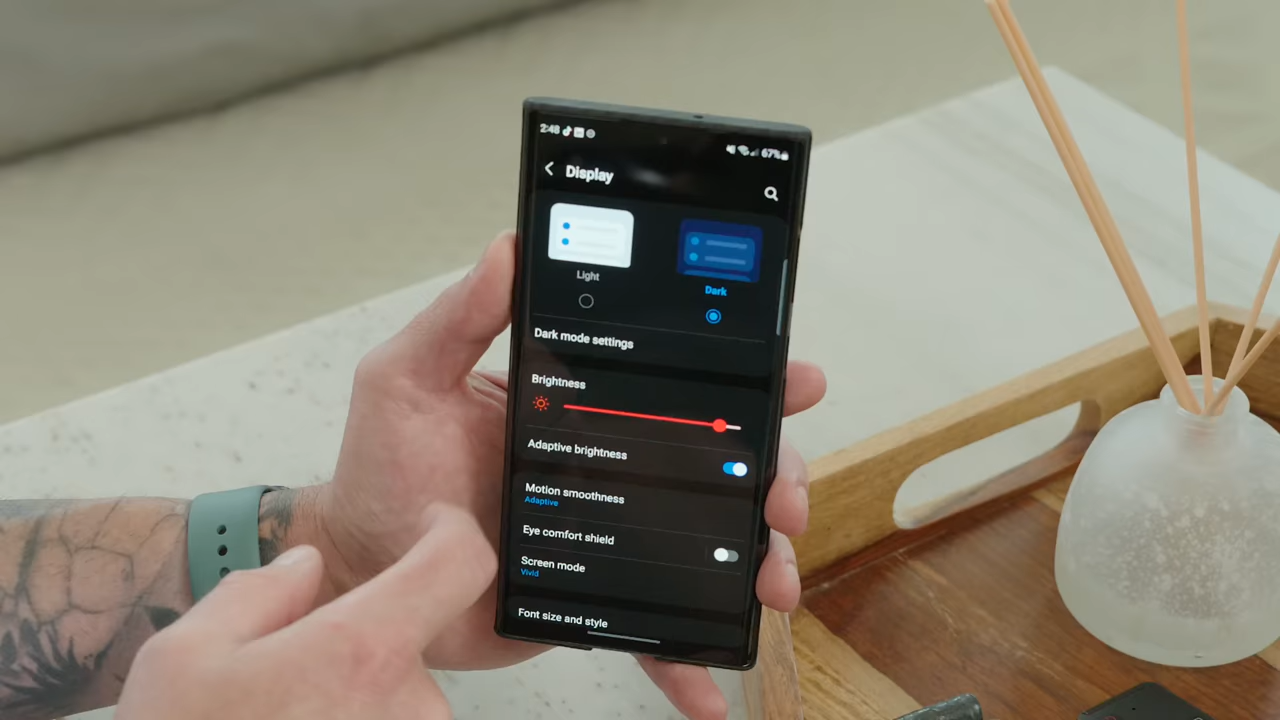 2:48
67%
Display
Light
Dark
Dark mode settings
Brightness
Adaptive brightness
Motion smoothness
Adaptive
Eye comfort shield
Screen mode
Vivid
Font size and style